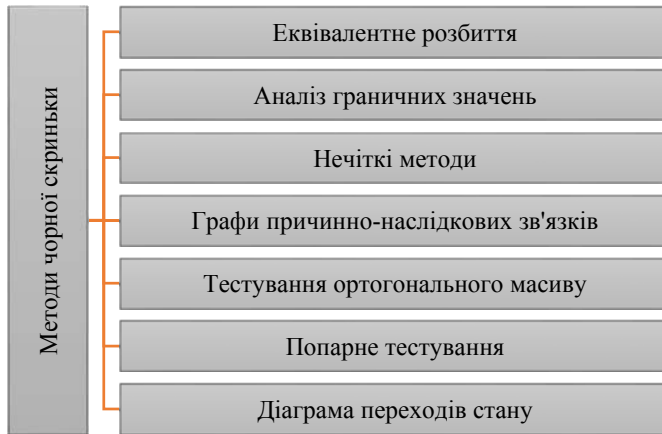 Методи чорної скриньки
Еквівалентне розбиття
Аналіз граничних значень
Нечіткі методи
Графи причинно-наслідкових зв'язків
Тестування ортогонального масиву
Попарне тестування
Діаграма переходів стану